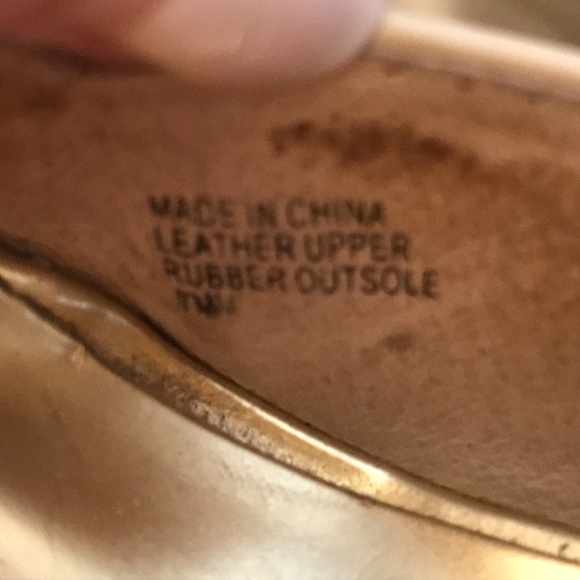 MADE IN CHINA
LEATHER UPPER
RUBBER OUTSOLE